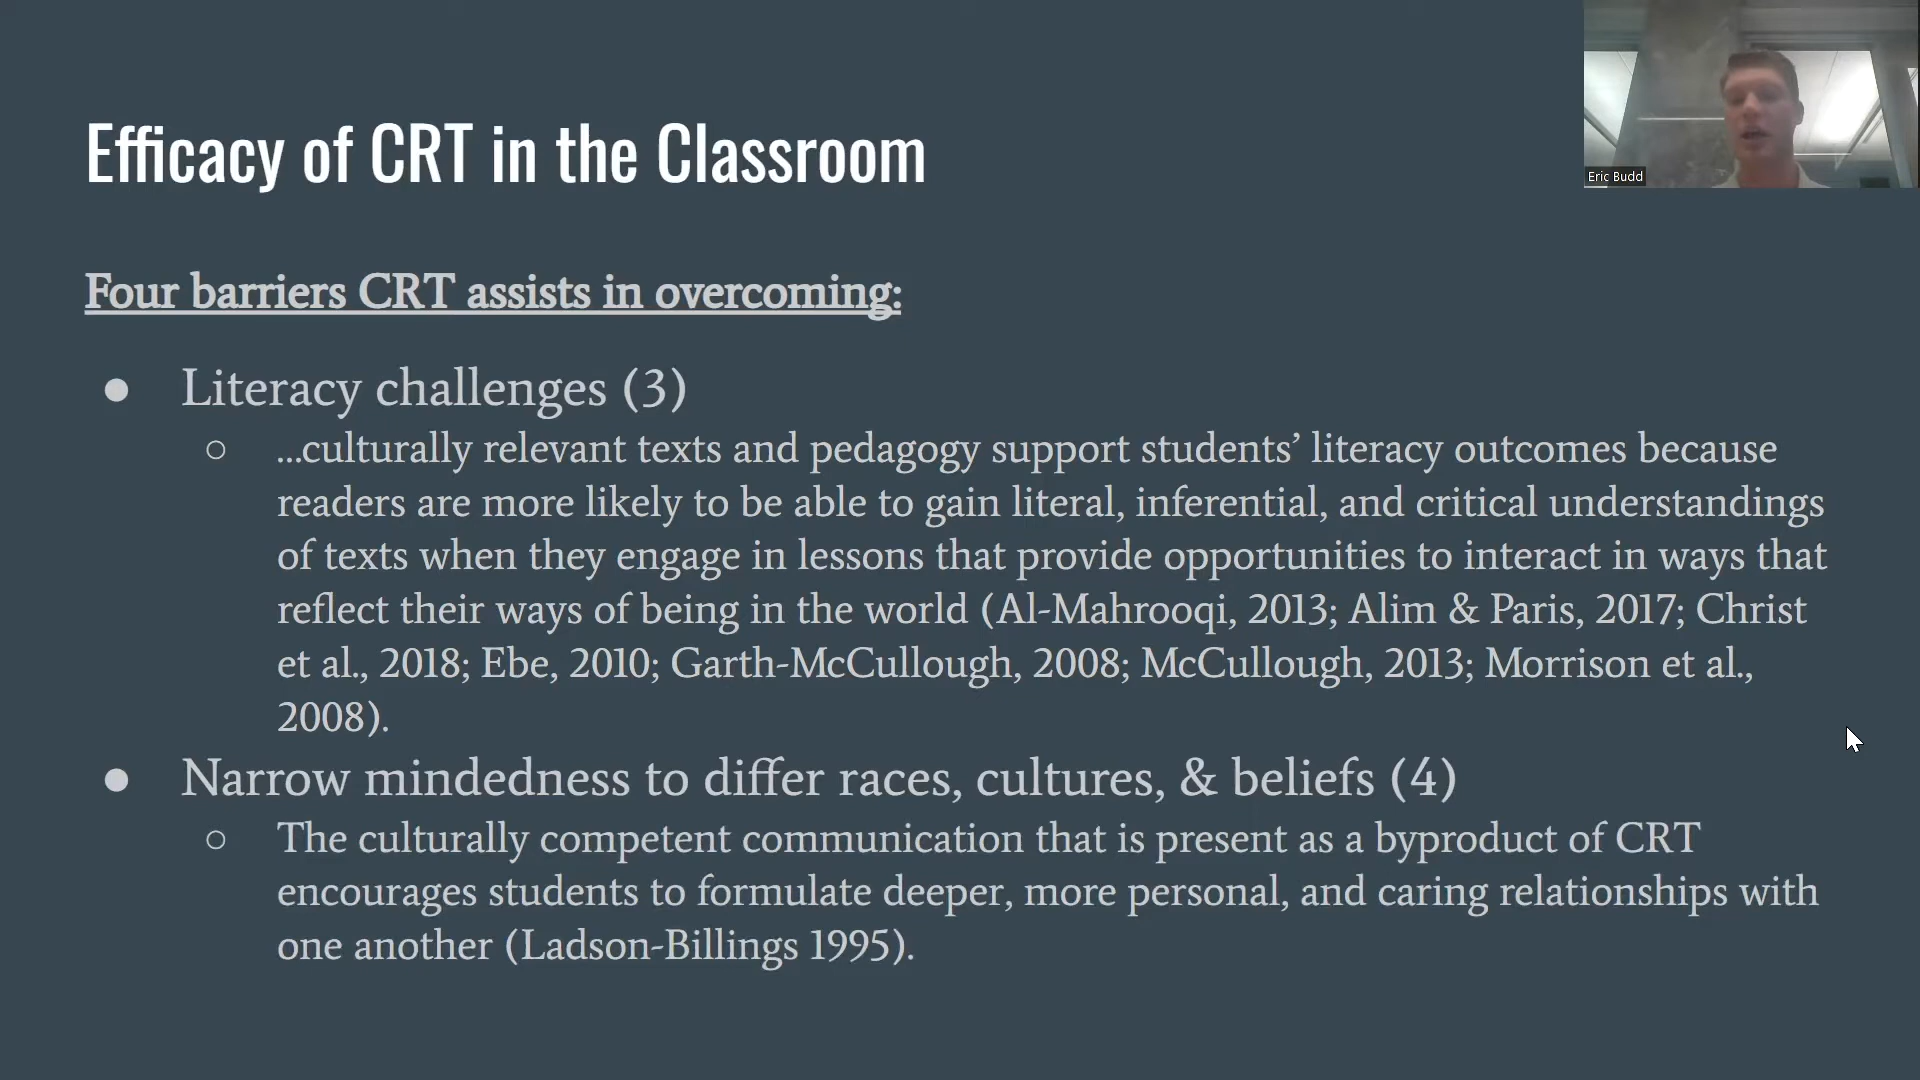 Eric Budd
Efficacy of CRT in the Classroom
Four barriers CRT assists in overcoming:
● Literacy challenges (3)
○ ...culturally relevant texts and pedagogy support students’ literacy outcomes because
readers are more likely to be able to gain literal, inferential, and critical understandings
of texts when they engage in lessons that provide opportunities to interact in ways that
reflect their ways of being in the world (Al-Mahrooqi, 2013; Alim & Paris, 2017; Christ
et al., 2018; Ebe, 2010; Garth-McCullough, 2008; McCullough, 2013; Morrison et al.,
2008).
● Narrow mindedness to differ races, cultures, & beliefs (4)
○ The culturally competent communication that is present as a byproduct of CRT
encourages students to formulate deeper, more personal, and caring relationships with
one another (Ladson-Billings 1995).